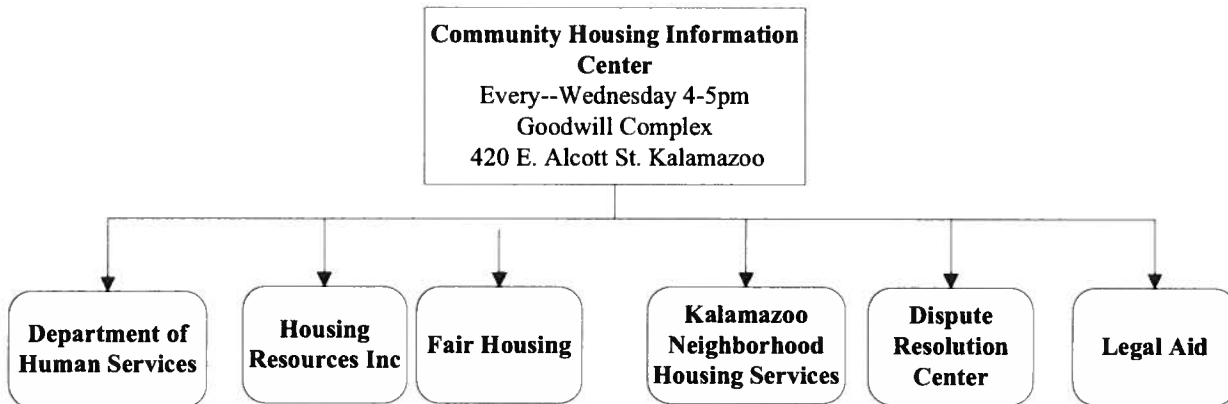 Community Housing Information
Center
Every--Wednesday 4-5pm
Goodwill Complex
420 E. Alcott St. Kalamazoo
Department of
Human Services
Housing
Resources Inc
Fair Housing
Kalamazoo
Neighborhood
Housing Services
Dispute
Resolution
Center
Legal Aid